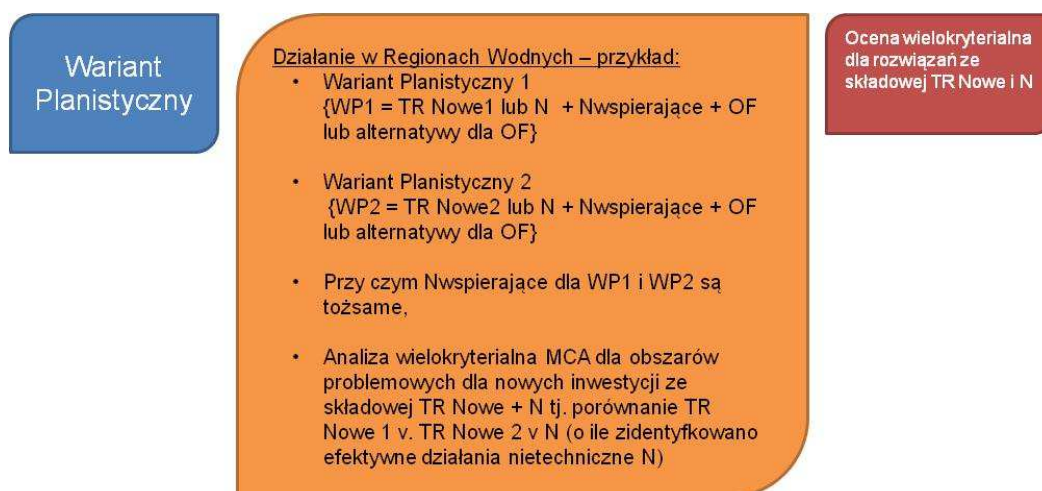 Wariant
Planistyczny
Działanie w Regionach Wodnych – przykład:
• Wariant Planistyczny 1
{WP1 = TR Nowe1 lub N + Nwspierające + OF
lub alternatywy dla OF}
• Wariant Planistyczny 2
{WP2 = TR Nowe2 lub N + Nwspierające + OF
lub alternatywy dla OF}
• Przy czym Nwspierające dla WP1 i WP2 są
tożsame,
• Analiza wielokryterialna MCA dla obszarów
problemowych dla nowych inwestycji ze
składowej TR Nowe + N tj. porównanie TR
Nowe 1 v. TR Nowe 2 v N (o ile zidentyfkowano
efektywne działania nietechniczne N)
Ocena wielokryterialna
dla rozwiązań ze
składowej TR Nowe i N